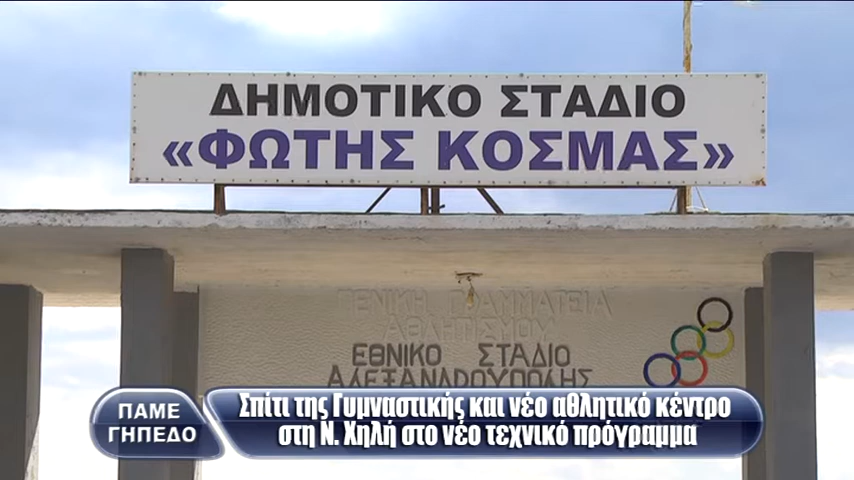 ΔΗΜΟΤΙΚΟ ΣΤΑΔΙΟ
«ΦΩΤΗΣ ΚΟΣΜΑΣ»
ΓΕΝΙΚΗ ΓΡΑΜΜΑΤΕΙΑ
ΑΘΛΗΤΙΣΜΟΥ
ΕΘΝΙΚΟ ΣΤΑΔΙΟ
ΑΛΕΞΑΝΔΡΟΥΠΟΛΗΣ
ΠΑΜΕ
ΓΗΠΕΔΟ
Σπίτι της Γυμναστικής και νέο αθλητικό κέντρο
στη Ν. Χηλή στο νέο τεχνικό πρόγραμμα